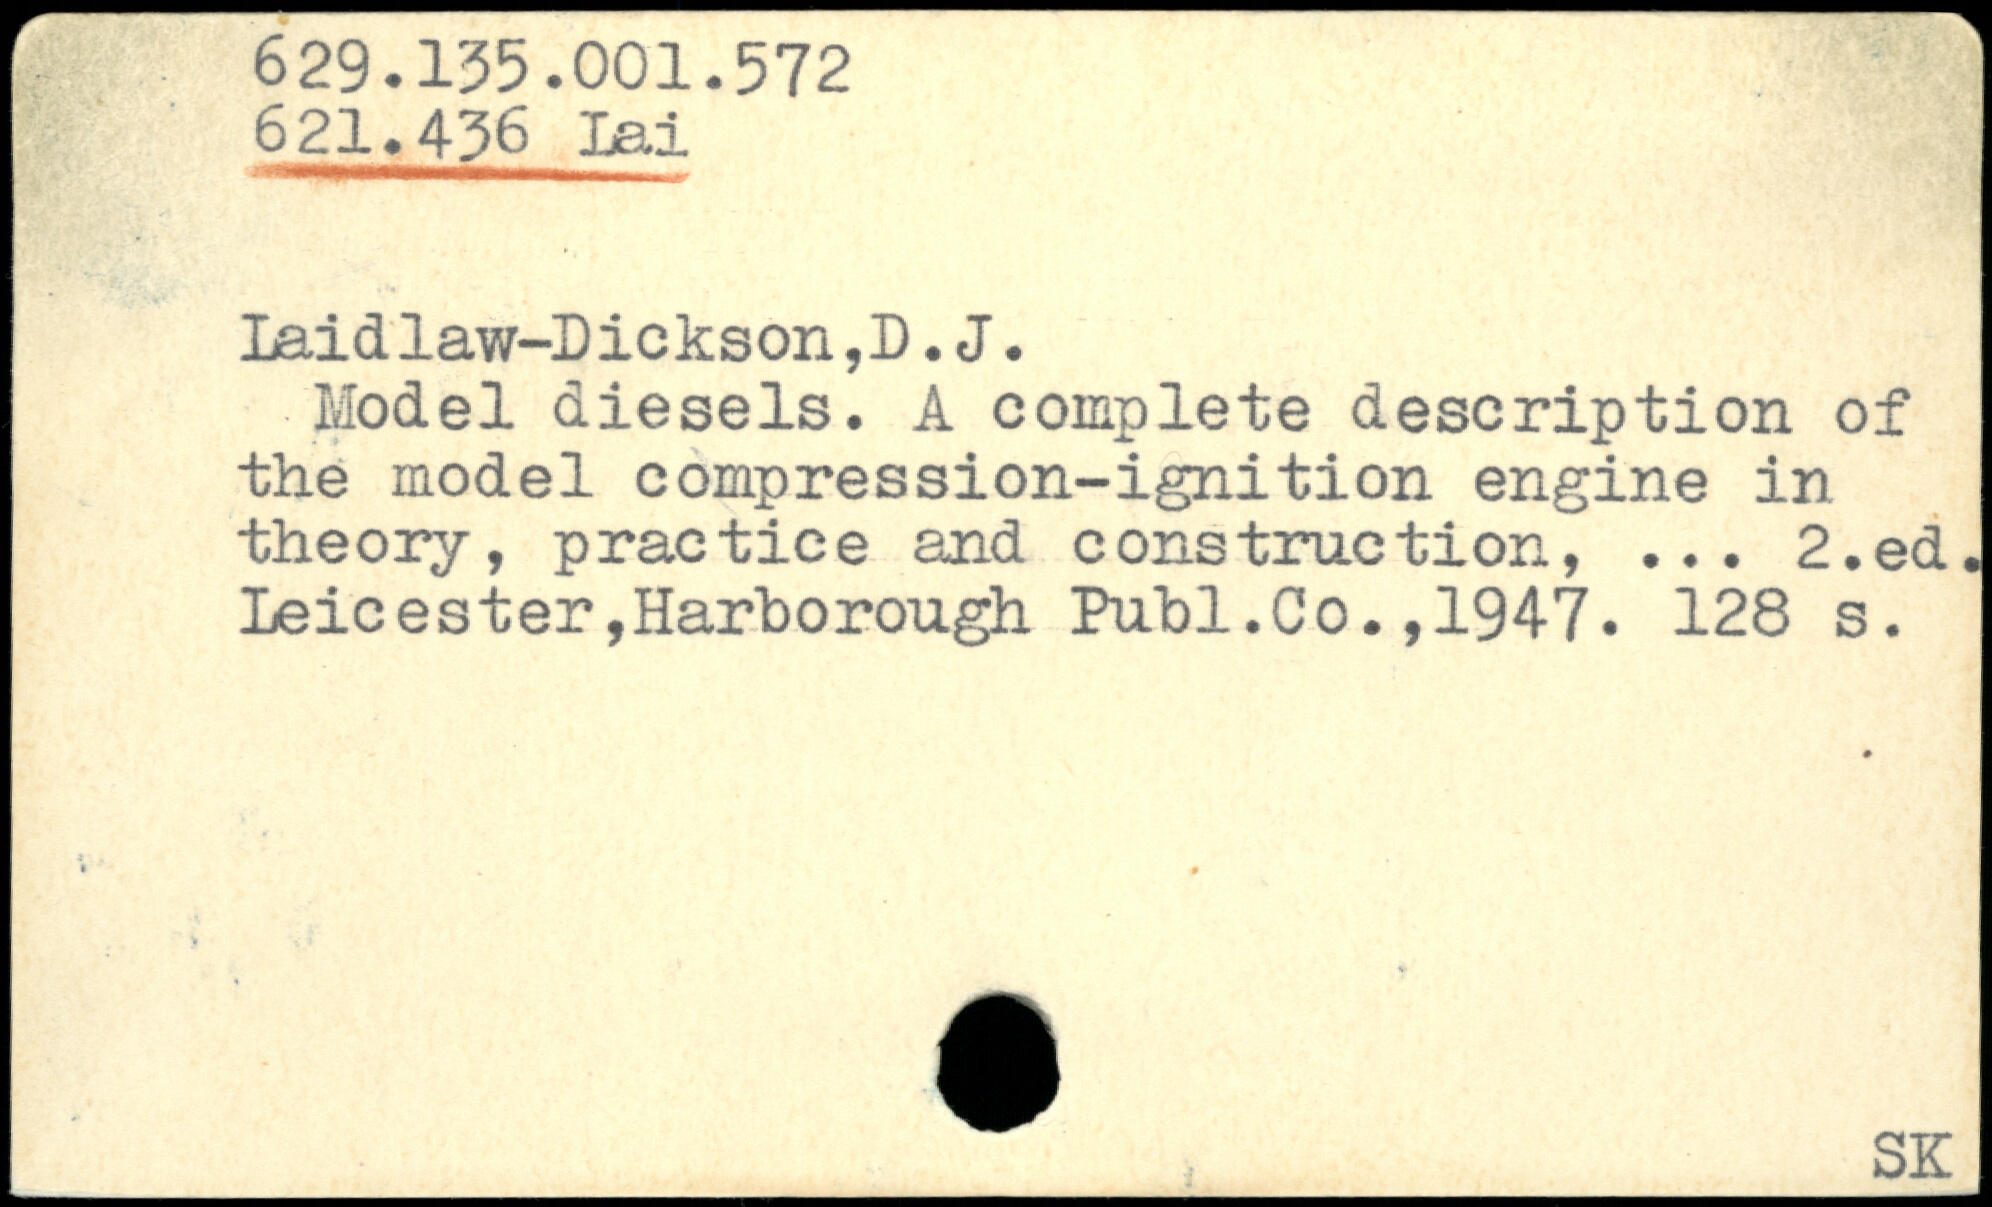 629.135.001.572
621.436 Lai
Laidlaw-Dickson,D.J.
Model diesels. A complete description of
the model compression-ignition engine in
theory, practice and construction, ... 2.ed.
Leicester,Harborough Publ.Co.,1947. 128 s.
SK